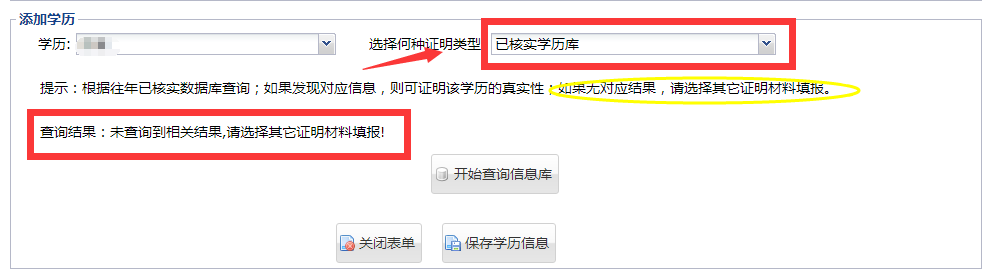 添加学历
学历: 选择何种证明类型 已核实学历库
提示：根据往年已核实数据库查询；如果发现对应信息，则可证明该学历的真实性；如果无对应结果，请选择其它证明材料填报。
查询结果：未查询到相关结果,请选择其它证明材料填报!
开始查询信息库
关闭表单 保存学历信息